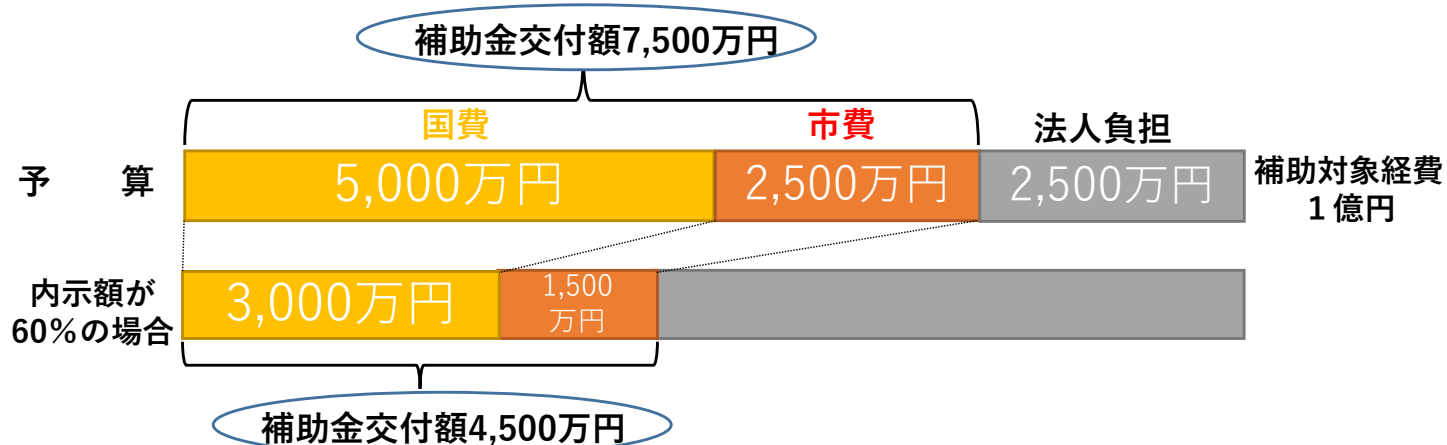 補助金交付額7,500万円
国費
市費
法人負担
予　算
5,000万円
2,500万円
2,500万円
補助対象経費
１億円
内示額が
60%の場合
3,000万円
1,500
万円
補助金交付額4,500万円